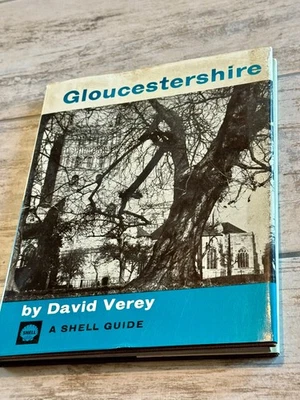 Gloucestershire
by David Verey
SHELL
A SHELL GUIDE